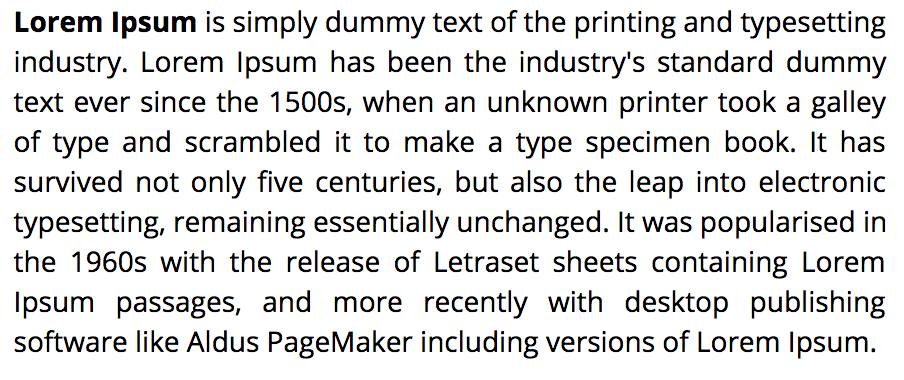 Lorem Ipsum is simply dummy text of the printing and typesetting
industry. Lorem Ipsum has been the industry's standard dummy
text ever since the 1500s, when an unknown printer took a galley
of type and scrambled it to make a type specimen book. It has
survived not only five centuries, but also the leap into electronic
typesetting, remaining essentially unchanged. It was popularised in
the 1960s with the release of Letraset sheets containing Lorem
Ipsum passages, and more recently with desktop publishing
software like Aldus PageMaker including versions of Lorem Ipsum.